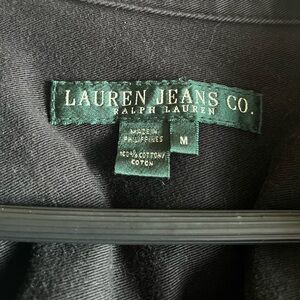 LAUREN JEANS CO.
RALPH LAUREN
MADE IN
PHILIPPINES
M
100% COTTON/
COTON